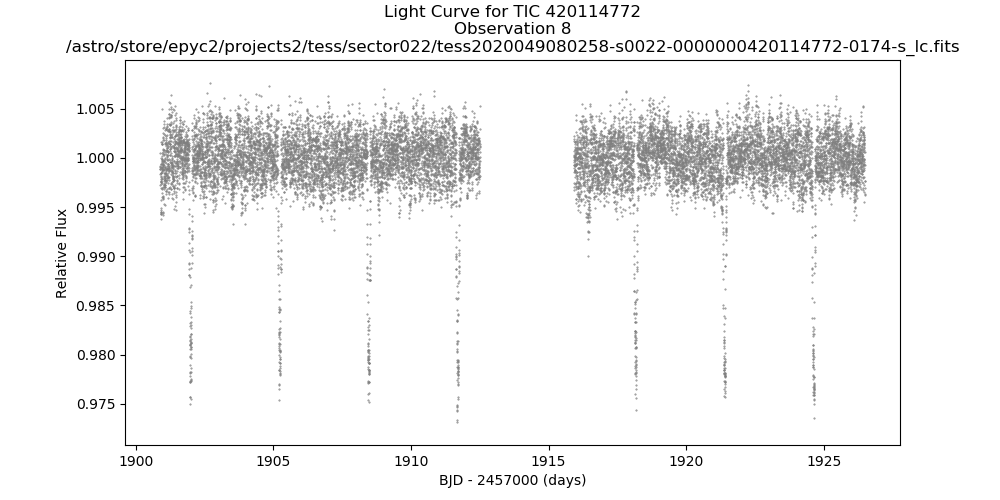 Light Curve for TIC 420114772
Observation 8
/astro/store/epyc2/projects2/tess/sector022/tess2020049080258-s0022-0000000420114772-0174-s_lc.fits
1.005
1.000
0.995
0.990
0.985
0.980
0.975
Relative Flux
1900 1905 1910 1915 1920 1925
BJD - 2457000 (days)